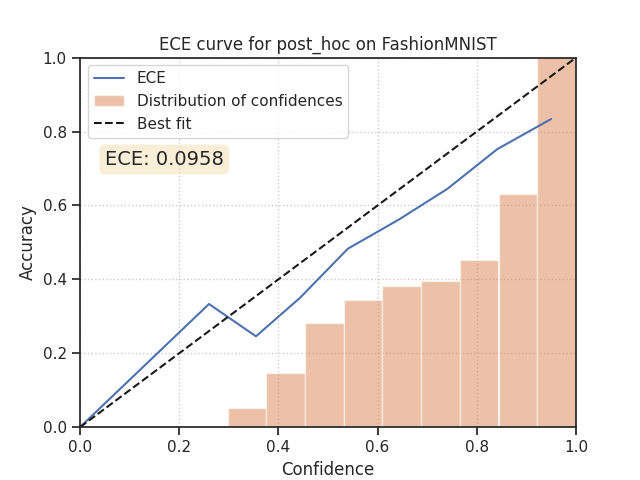 ECE curve for post_hoc on FashionMNIST
1.0
0.8
0.6
0.4
0.2
0.0
Accuracy
ECE
Distribution of confidences
Best fit
ECE: 0.0958
0.0 0.2 0.4 0.6 0.8 1.0
Confidence